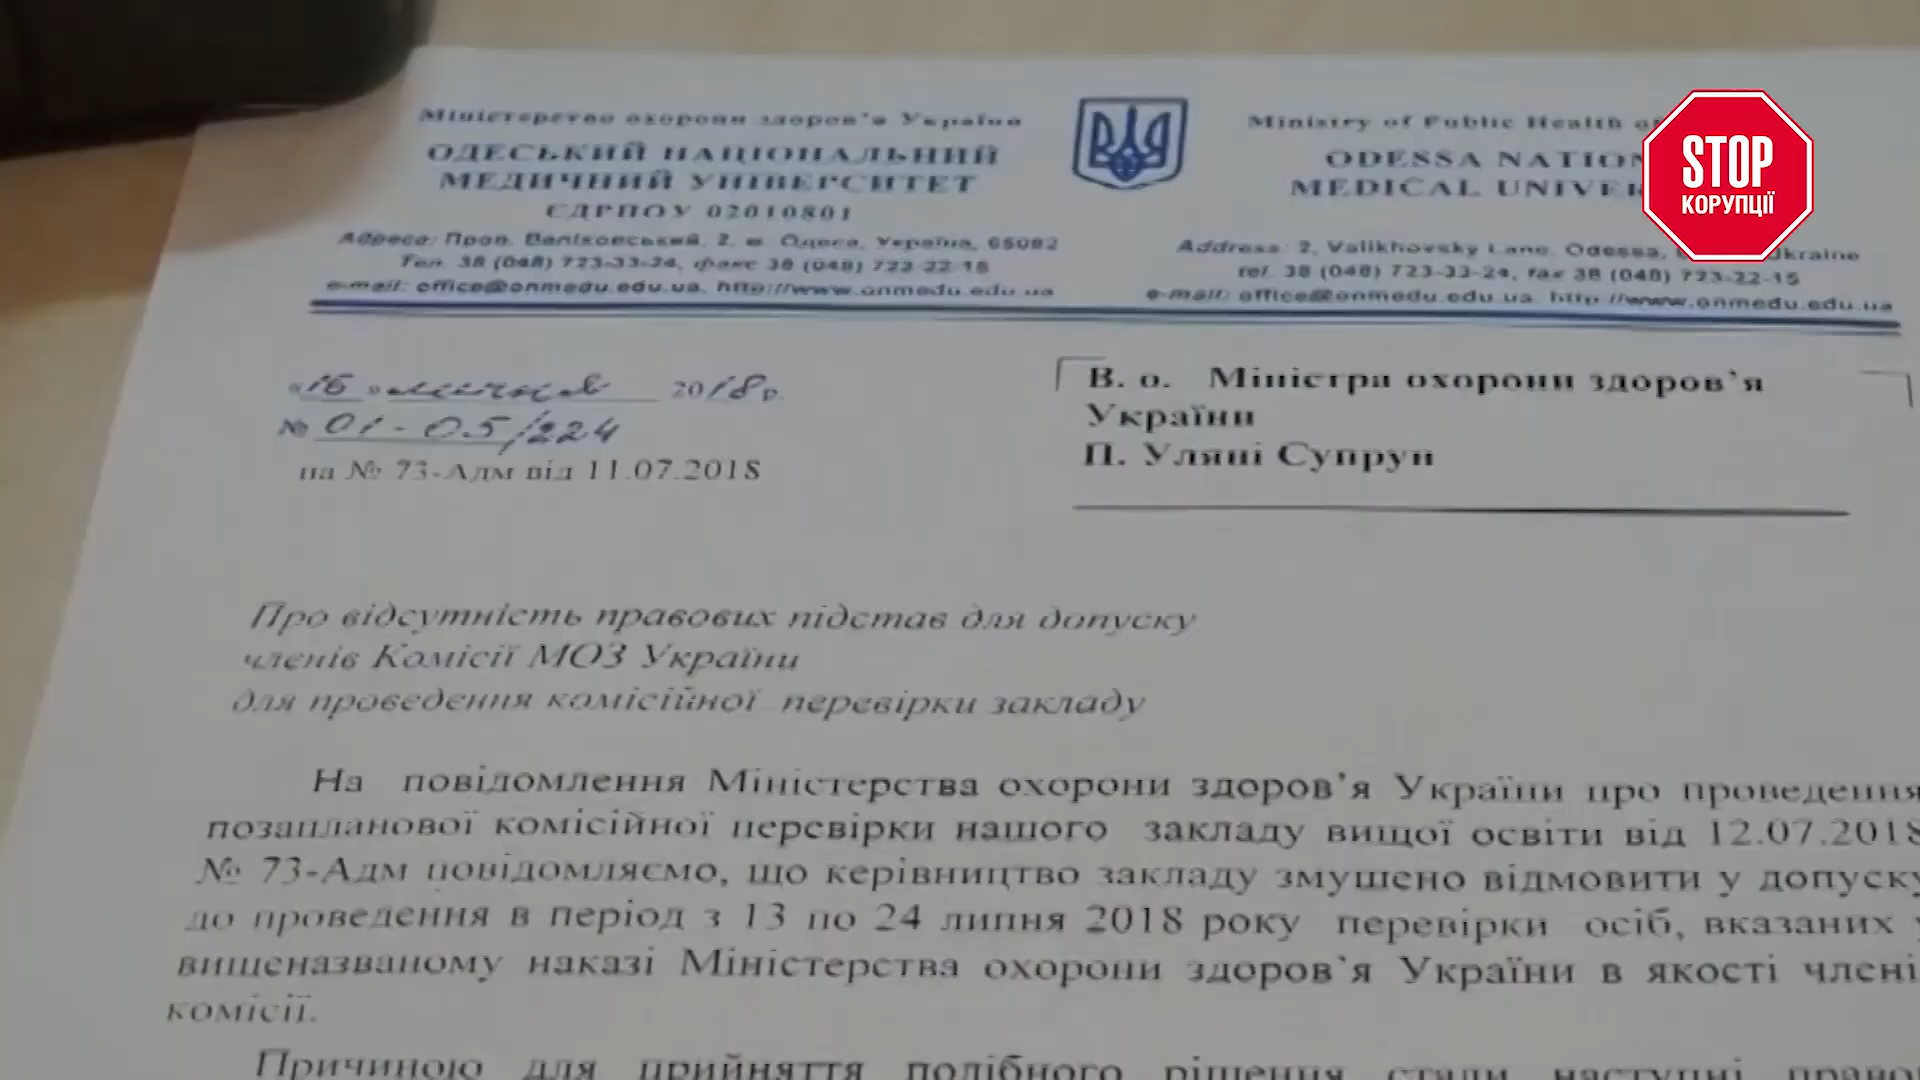 Міністерство охорони здоров'я України
ОДЕСЬКИЙ НАЦІОНАЛЬНИЙ
МЕДИЧНИЙ УНІВЕРСИТЕТ
ЄДРПОУ 02010801
Адреса: Пров. Валіховський, 2, м. Одеса, Україна, 65082
Тел. 38 (048) 723-33-24, факс 38 (048) 723-22-15
e-mail: office@onmedu.edu.ua, http://www.onmedu.edu.ua
Ministry of Public Health
ODESSA NATION
MEDICAL UNIVER
Address: 2, Valikhovsky Lane, Odessa, Ukraine
tel. 38 (048) 723-33-24, fax 38 (048) 723-22-15
e-mail: office@onmedu.edu.ua, http://www.onmedu.edu.ua
STOP
КОРУПЦІЇ
«16» липня 2018 р.
№ 01-05/224
на № 73-Адм від 11.07.2018
В. о. Міністра охорони здоров'я
України
П. Уляні Супрун
Про відсутність правових підстав для допуску
членів Комісії МОЗ України
для проведення комісійної перевірки закладу
На повідомлення Міністерства охорони здоров'я України про проведення
позапланової комісійної перевірки нашого закладу вищої освіти від 12.07.2018
№ 73-Адм повідомляємо, що керівництво закладу змушено відмовити у допуску
до проведення в період з 13 по 24 липня 2018 року перевірки осіб, вказаних у
вищеназваному наказі Міністерства охорони здоров'я України в якості члені
комісії.
Причиною для прийняття подібного рішення стали наступні право